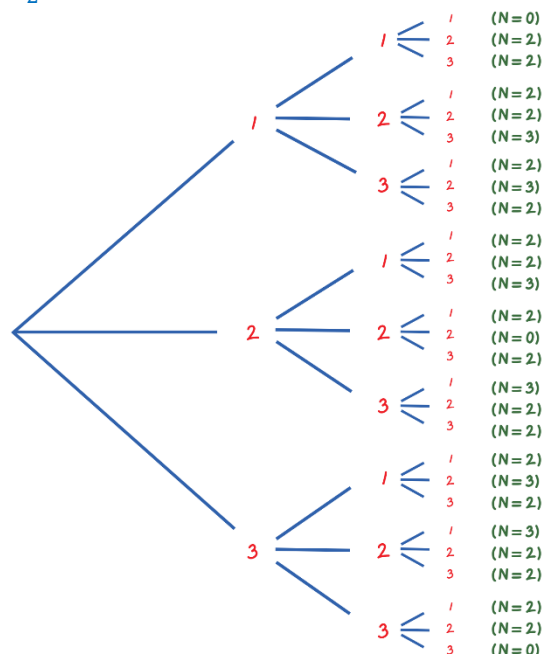 2
1 (N=0)
1 2 (N=2)
3 (N=2)
1 (N=2)
1 2 2 (N=2)
3 (N=3)
1 (N=2)
3 2 (N=3)
3 (N=2)
1 (N=2)
1 2 (N=2)
3 (N=3)
1 (N=2)
2 2 2 (N=0)
3 (N=2)
1 (N=3)
3 2 (N=2)
3 (N=2)
1 (N=2)
1 2 (N=3)
3 (N=2)
1 (N=3)
3 2 2 (N=2)
3 (N=2)
1 (N=2)
3 2 (N=2)
3 (N=0)